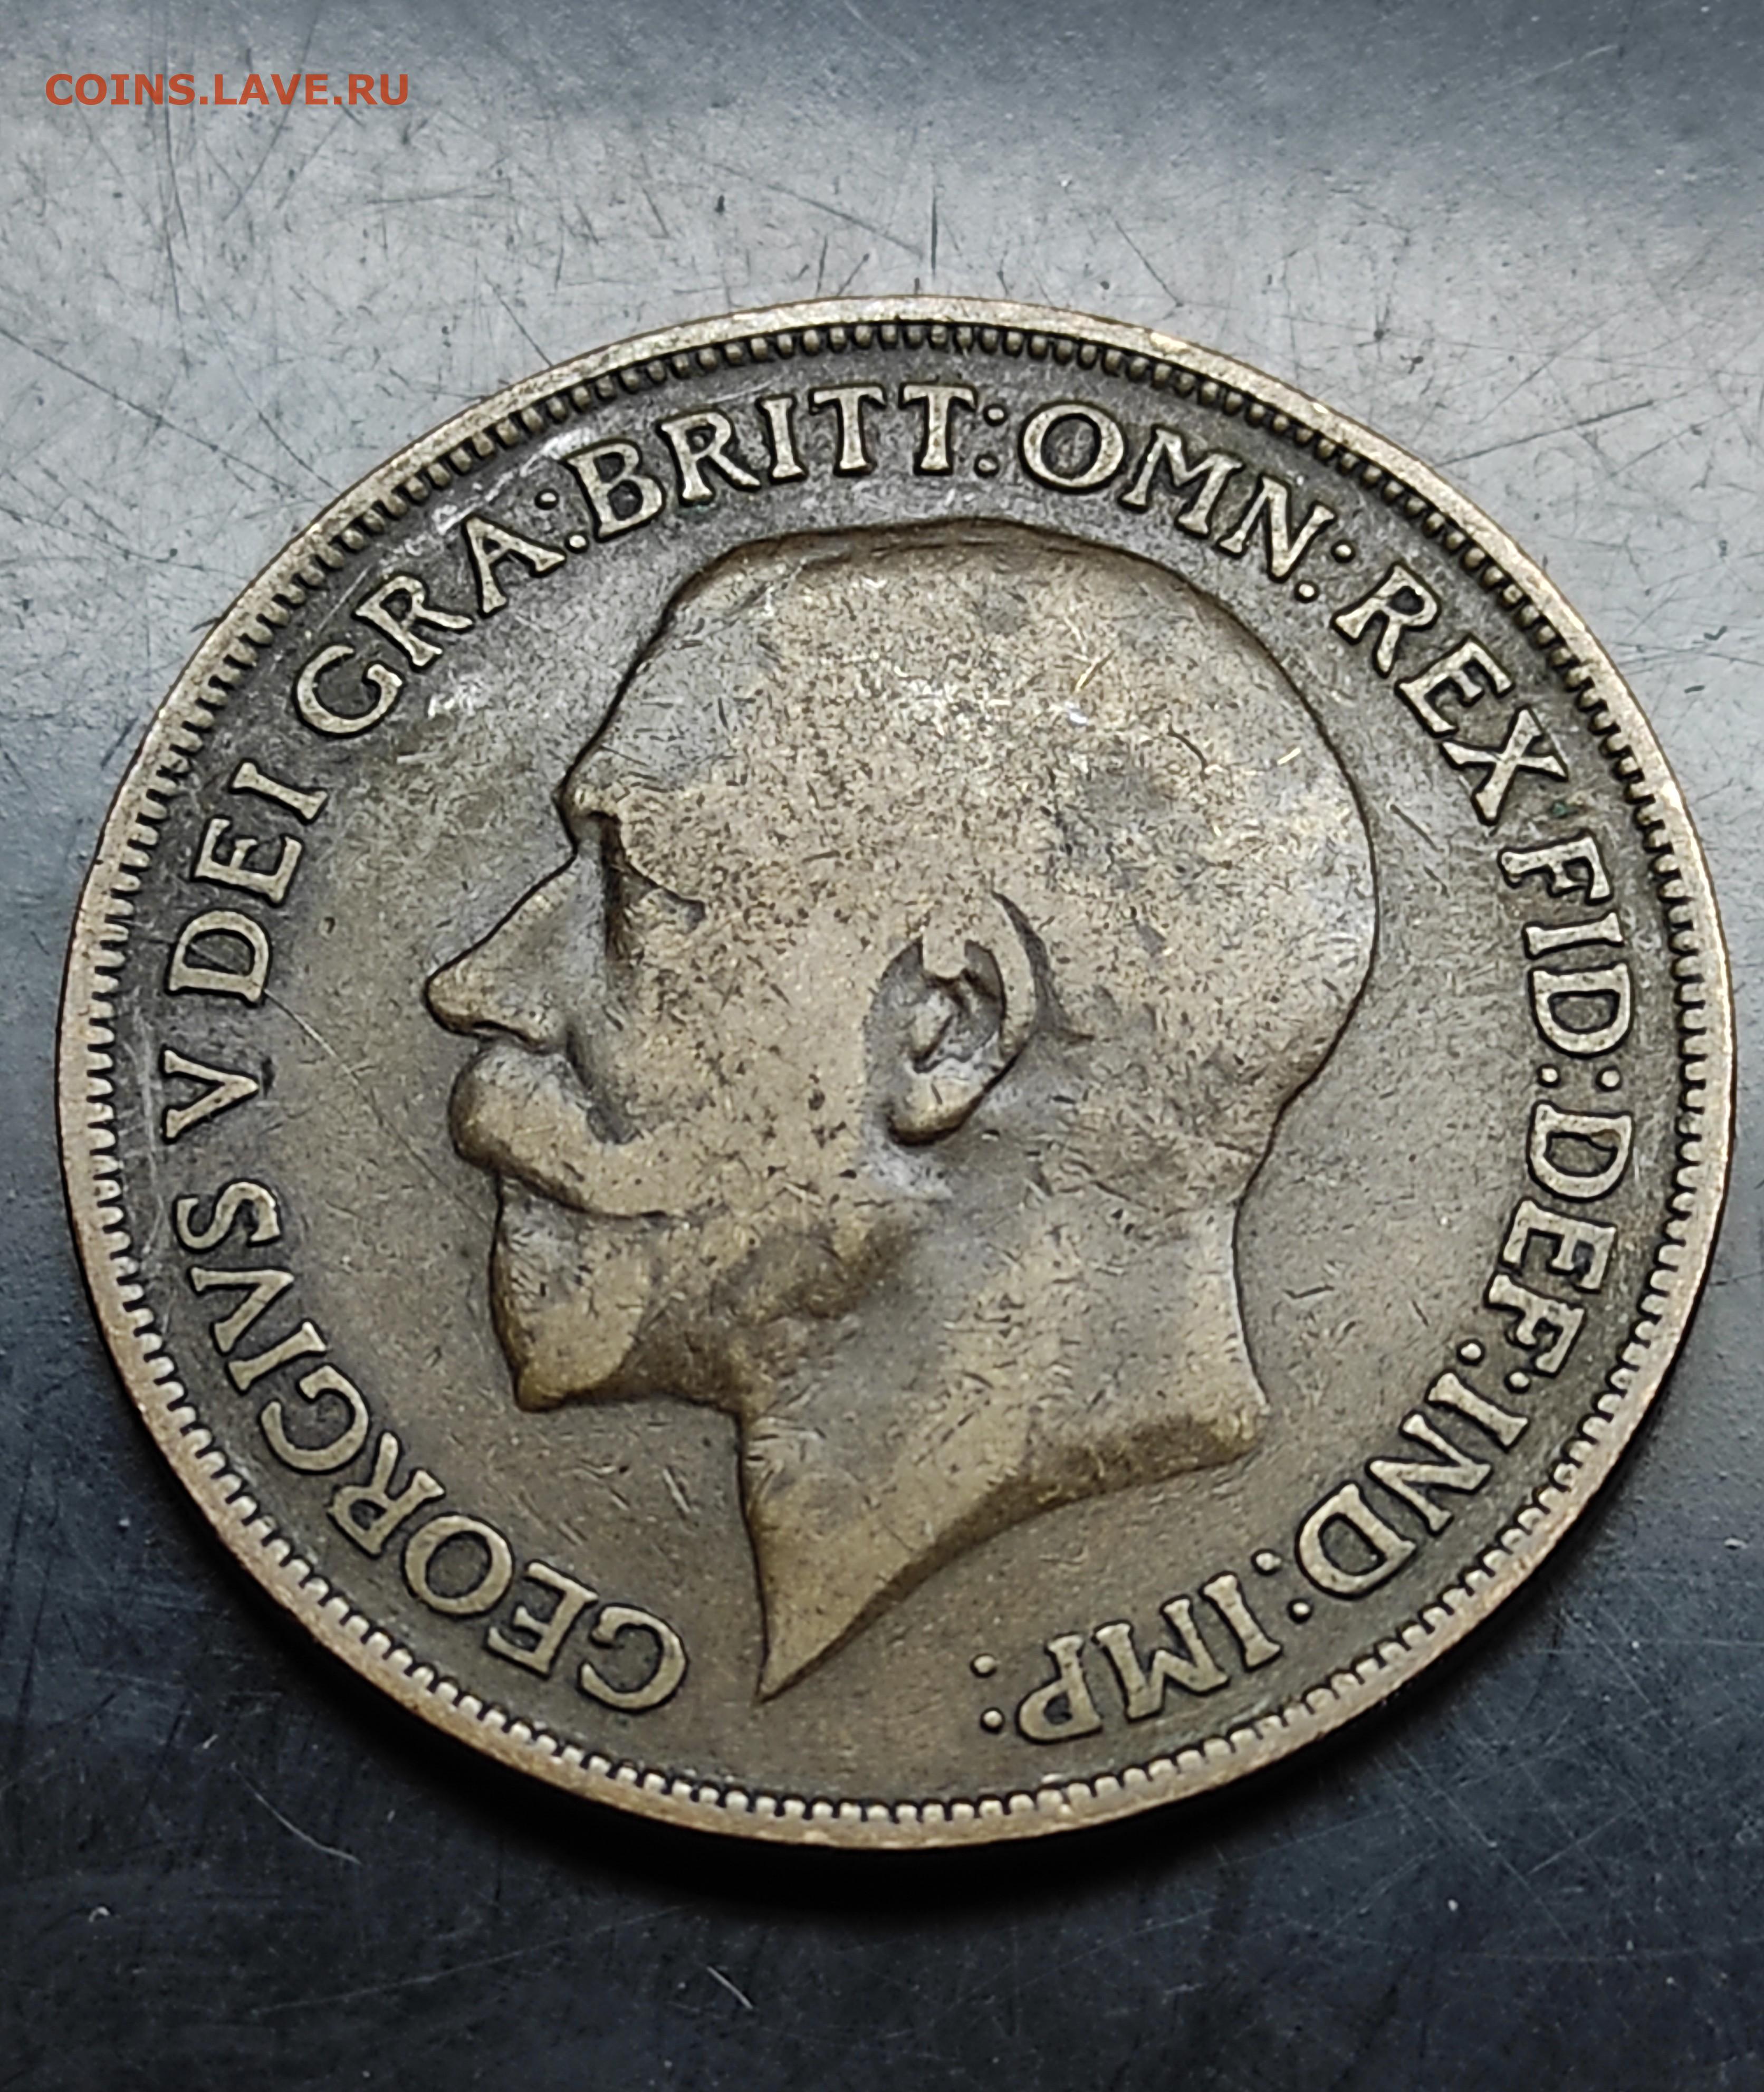 COINS.LAVE.RU
GEORGIVS V DEI GRA:BRITT:OMN:REX FID:DEF:IND:IMP: